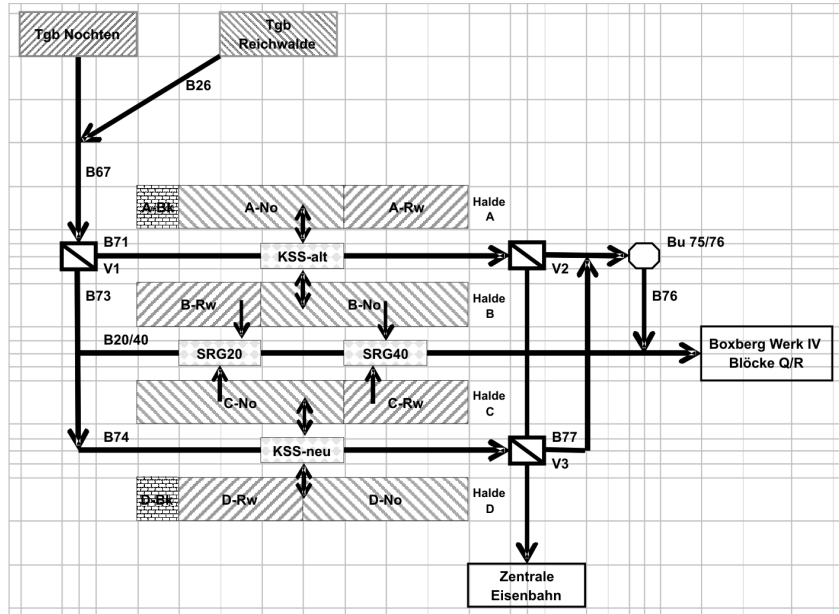 Tgb Nochten
Tgb
Reichwalde
B26
B67
A-Bk
A-No
A-Rw
Halde
A
B71
V1
KSS-alt
V2
Bu 75/76
B73
B-Rw
B-No
Halde
B
B76
B20/40
SRG20
SRG40
Boxberg Werk IV
Blöcke Q/R
C-No
C-Rw
Halde
C
B74
KSS-neu
B77
V3
D-Bk
D-Rw
D-No
Halde
D
Zentrale
Eisenbahn